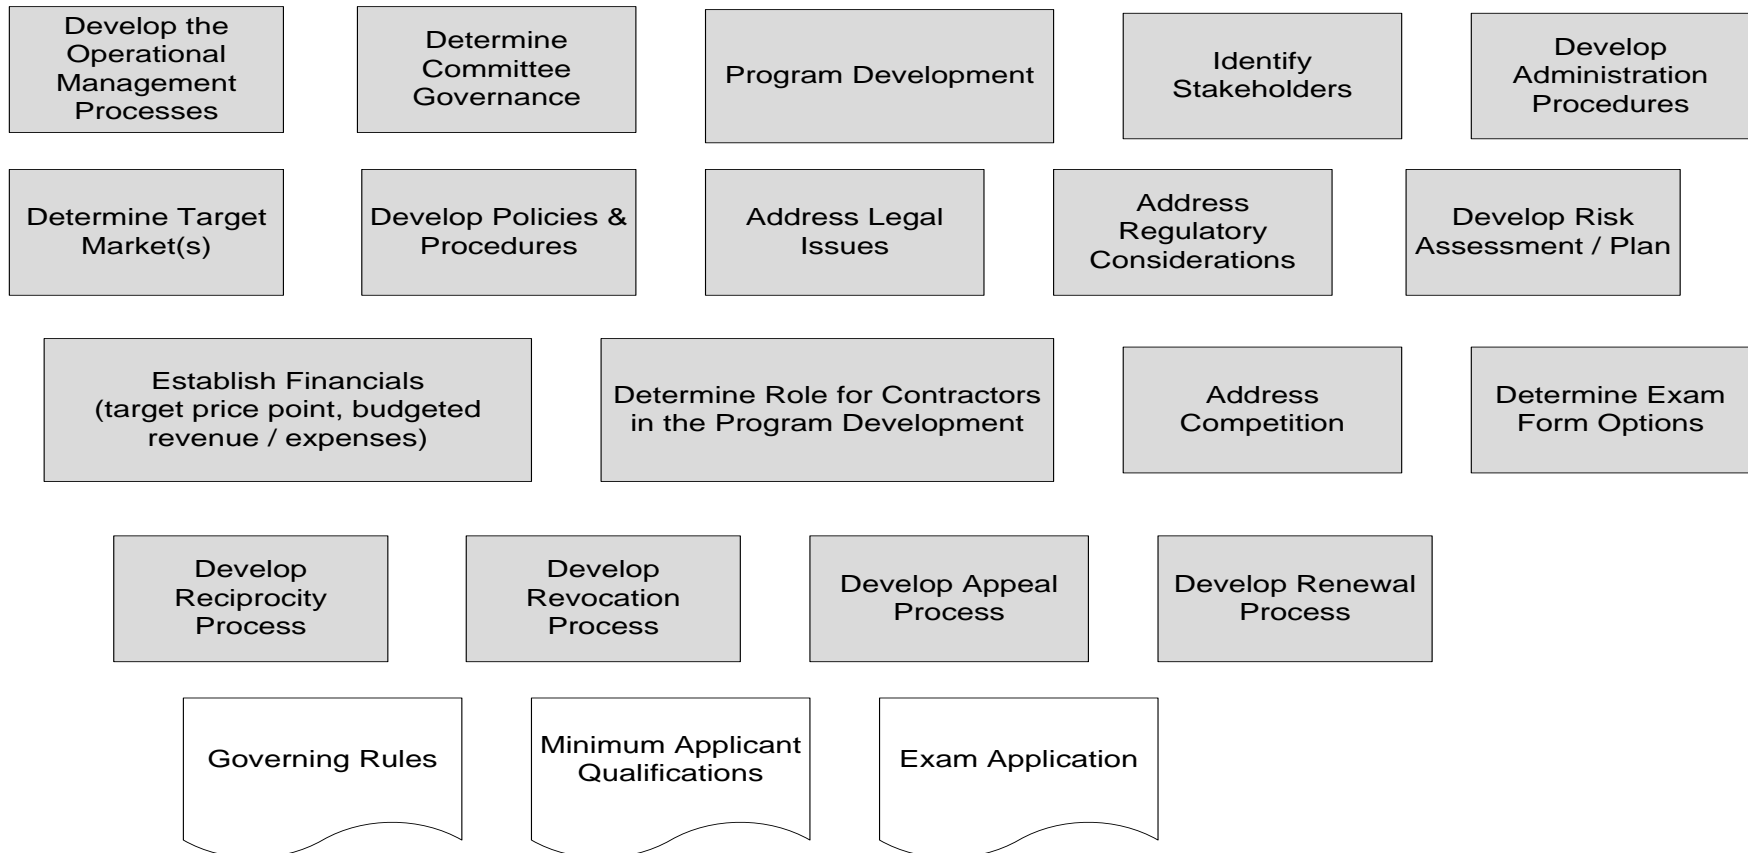 Develop the
Operational
Management
Processes
Determine
Committee
Governance
Program Development
Identify
Stakeholders
Develop
Administration
Procedures
Determine Target
Market(s)
Develop Policies &
Procedures
Address Legal
Issues
Address
Regulatory
Considerations
Develop Risk
Assessment / Plan
Establish Financials
(target price point, budgeted
revenue / expenses)
Determine Role for Contractors
in the Program Development
Address
Competition
Determine Exam
Form Options
Develop
Reciprocity
Process
Develop
Revocation
Process
Develop Appeal
Process
Develop Renewal
Process
Governing Rules
Minimum Applicant
Qualifications
Exam Application